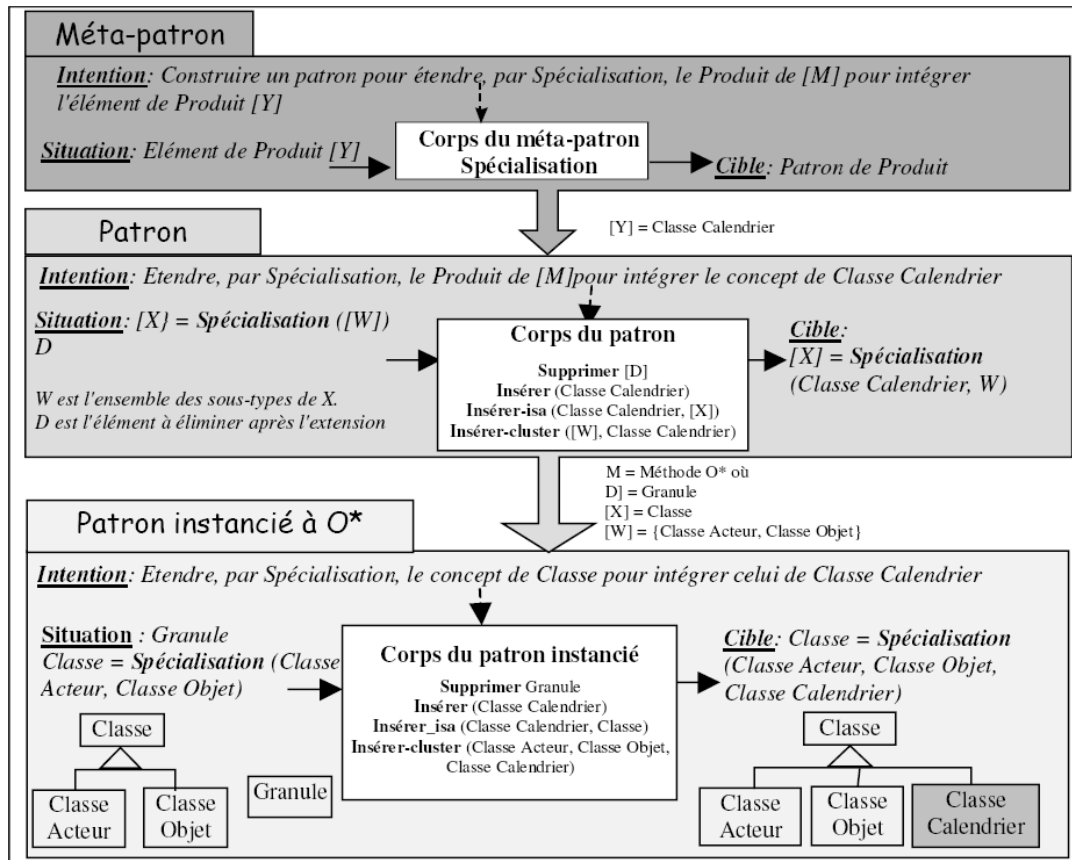 Méta-patron
Intention: Construire un patron pour étendre, par Spécialisation, le Produit de [M] pour intégrer
l'élément de Produit [Y]
Situation: Elément de Produit [Y]
Corps du méta-patron
Spécialisation
Cible: Patron de Produit
[Y] = Classe Calendrier
Patron
Intention: Etendre, par Spécialisation, le Produit de [M]pour intégrer le concept de Classe Calendrier
Situation: [X} = Spécialisation ([W])
D
W est l'ensemble des sous-types de X.
D est l'élément à éliminer après l'extension
Corps du patron
Supprimer [D]
Insérer (Classe Calendrier)
Insérer-isa (Classe Calendrier, [X])
Insérer-cluster ([W], Classe Calendrier)
Cible:
[X] = Spécialisation
(Classe Calendrier, W)
M = Méthode O* où
D] = Granule
[X] = Classe
[W] = {Classe Acteur, Classe Objet}
Patron instancié à O*
Intention: Etendre, par Spécialisation, le concept de Classe pour intégrer celui de Classe Calendrier
Situation : Granule
Classe = Spécialisation (Classe
Acteur, Classe Objet)
Corps du patron instancié
Supprimer Granule
Insérer (Classe Calendrier)
Insérer_isa (Classe Calendrier, Classe)
Insérer-cluster (Classe Acteur, Classe Objet,
Classe Calendrier)
Cible: Classe = Spécialisation
(Classe Acteur, Classe Objet,
Classe Calendrier)
Classe
Classe
Acteur
Classe
Objet
Granule
Classe
Classe
Acteur
Classe
Objet
Classe
Calendrier